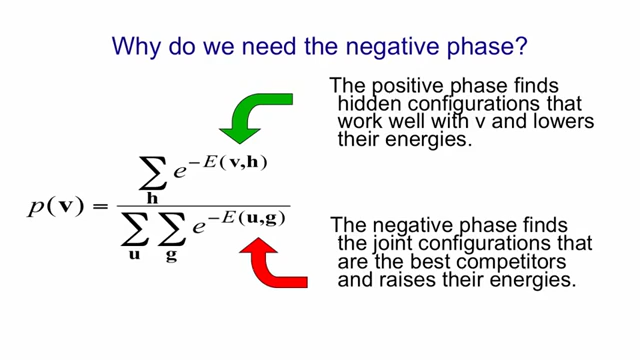 Why do we need the negative phase?
The positive phase finds
hidden configurations that
work well with v and lowers
their energies.
p(v) = 
∑ e^{−E(v,h)}
h
∑ ∑ e^{−E(u,g)}
u g
The negative phase finds
the joint configurations that
are the best competitors
and raises their energies.